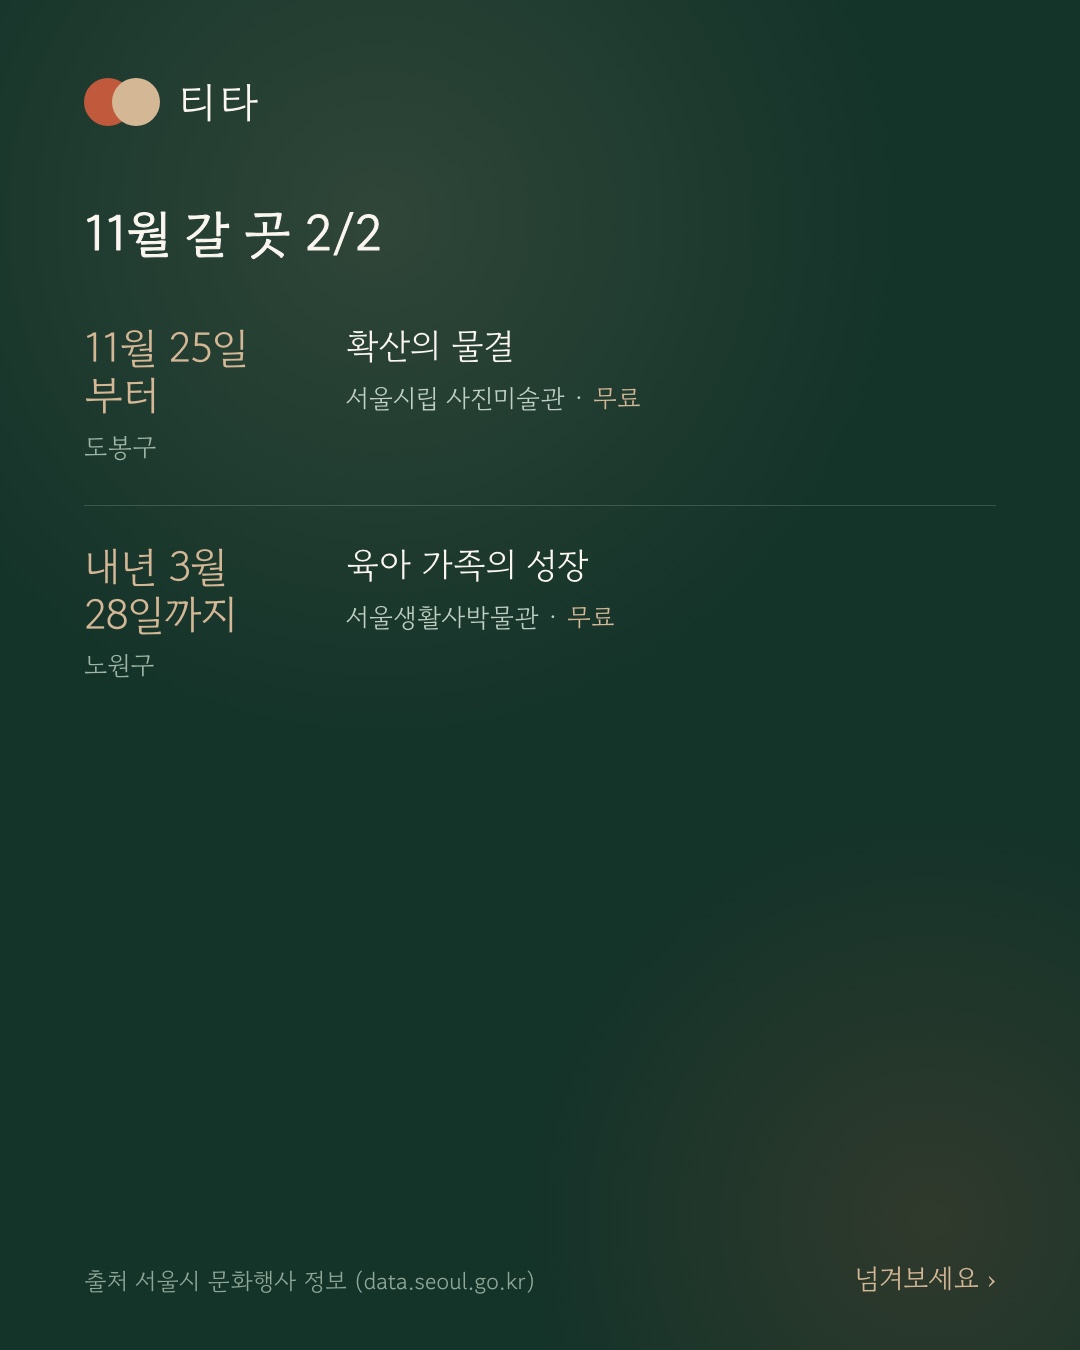 티타
11월 갈 곳 2/2
11월 25일
부터
도봉구
확산의 물결
서울시립 사진미술관 · 무료
내년 3월
28일까지
노원구
육아 가족의 성장
서울생활사박물관 · 무료
출처 서울시 문화행사 정보 (data.seoul.go.kr)
넘겨보세요 ›